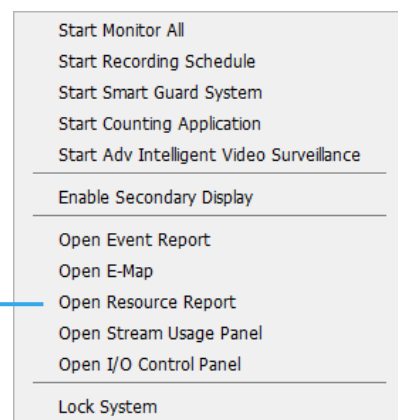 Start Monitor All
Start Recording Schedule
Start Smart Guard System
Start Counting Application
Start Adv Intelligent Video Surveillance
Enable Secondary Display
Open Event Report
Open E-Map
Open Resource Report
Open Stream Usage Panel
Open I/O Control Panel
Lock System